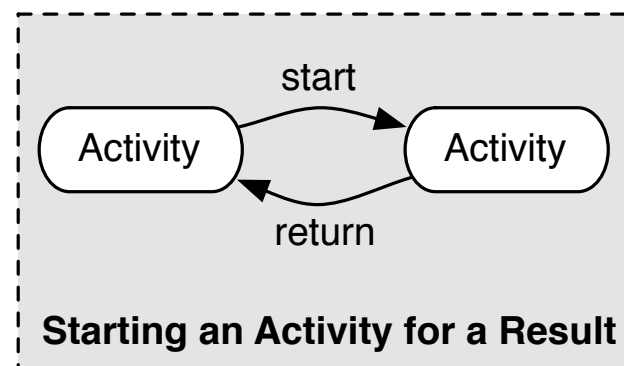 start
Activity
Activity
return
Starting an Activity for a Result